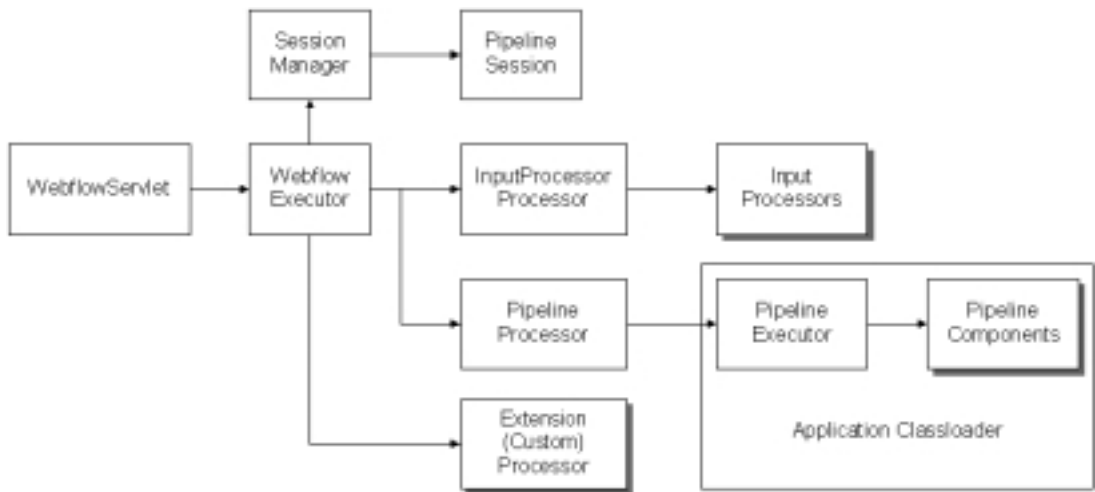 Session
Manager
Pipeline
Session
WebflowServlet
Webflow
Executor
InputProcessor
Processor
Input
Processors
Pipeline
Processor
Pipeline
Executor
Pipeline
Components
Extension
(Custom)
Processor
Application Classloader